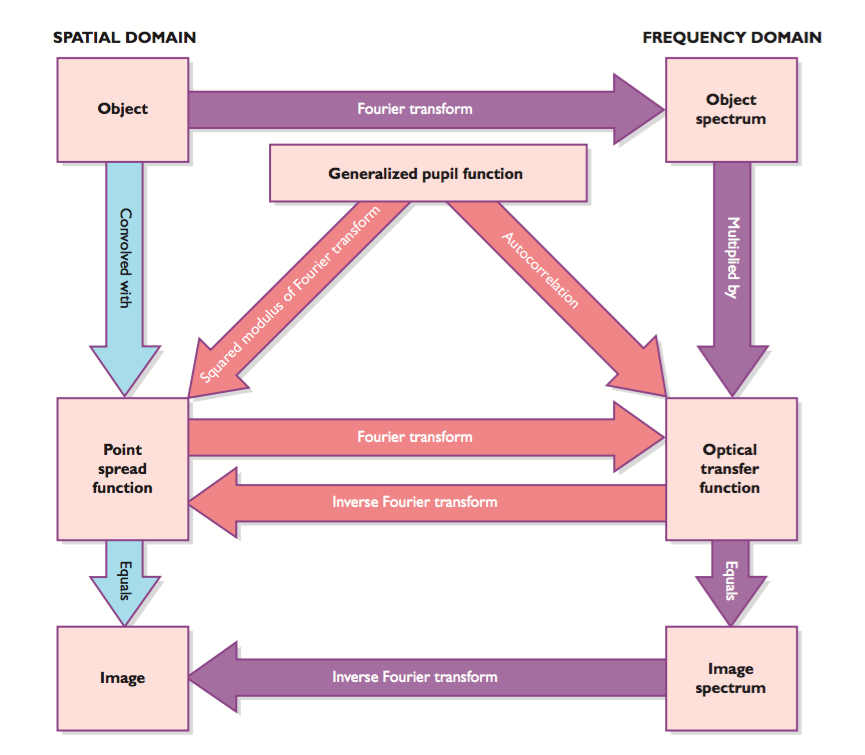 SPATIAL DOMAIN
FREQUENCY DOMAIN
Object
Fourier transform
Object
spectrum
Generalized pupil function
Convolved with
Squared modulus of Fourier transform
Autocorrelation
Multiplied by
Point
spread
function
Fourier transform
Inverse Fourier transform
Optical
transfer
function
Equals
Equals
Image
Inverse Fourier transform
Image
spectrum